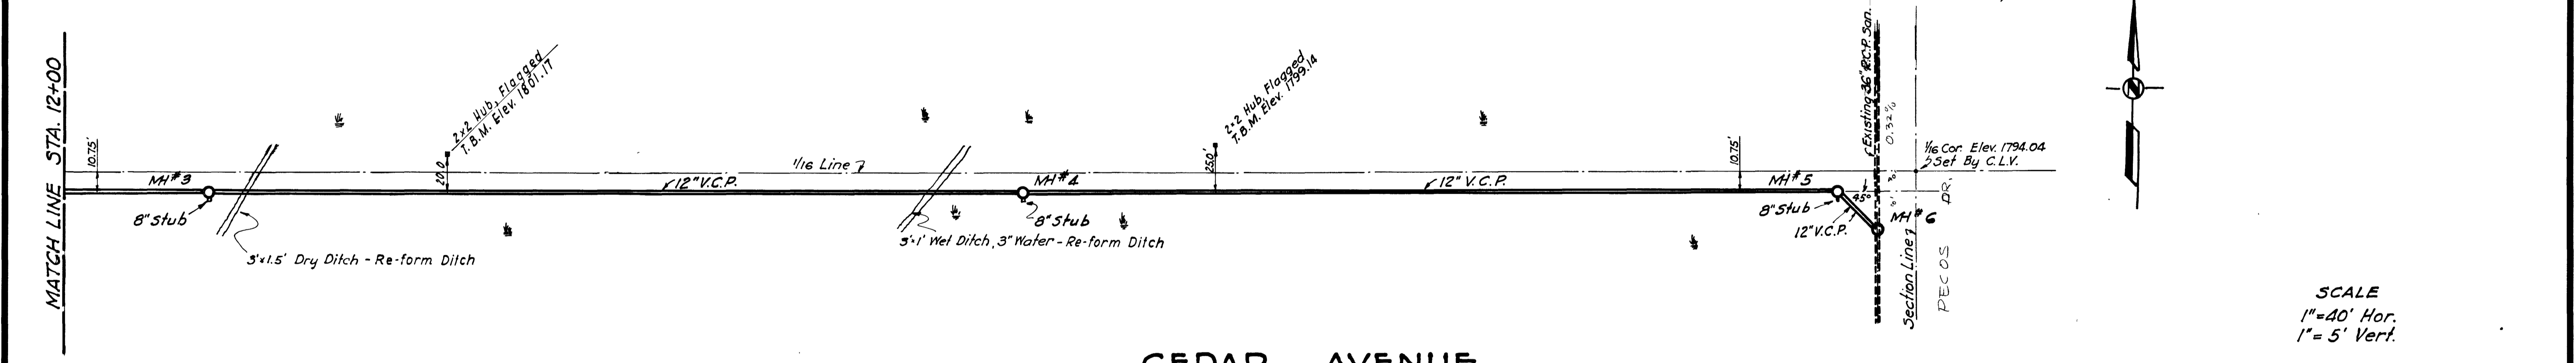 MATCH LINE STA. 12+00
10.75'
MH#3
8" Stub
3'x1.5' Dry Ditch - Re-form Ditch
2x2 Hub, Flagged
T.B.M. Elev. 1801.17
20.0
12" V.C.P.
1/16 Line
3'x1' Wet Ditch, 3" Water - Re-form Ditch
MH#4
8" Stub
2x2 Hub, Flagged
T.B.M. Elev. 1799.14
25.0'
12" V.C.P.
10.75'
MH#5
8" Stub
45°
12" V.C.P.
MH#6
Existing 36" R.C.P. San.
0.32%
1/16 Cor. Elev. 1794.04
Set By C.L.V.
Section Line
PECOS DR.
N
SCALE
1"=40' Hor.
1"= 5' Vert.
CEDAR AVENUE